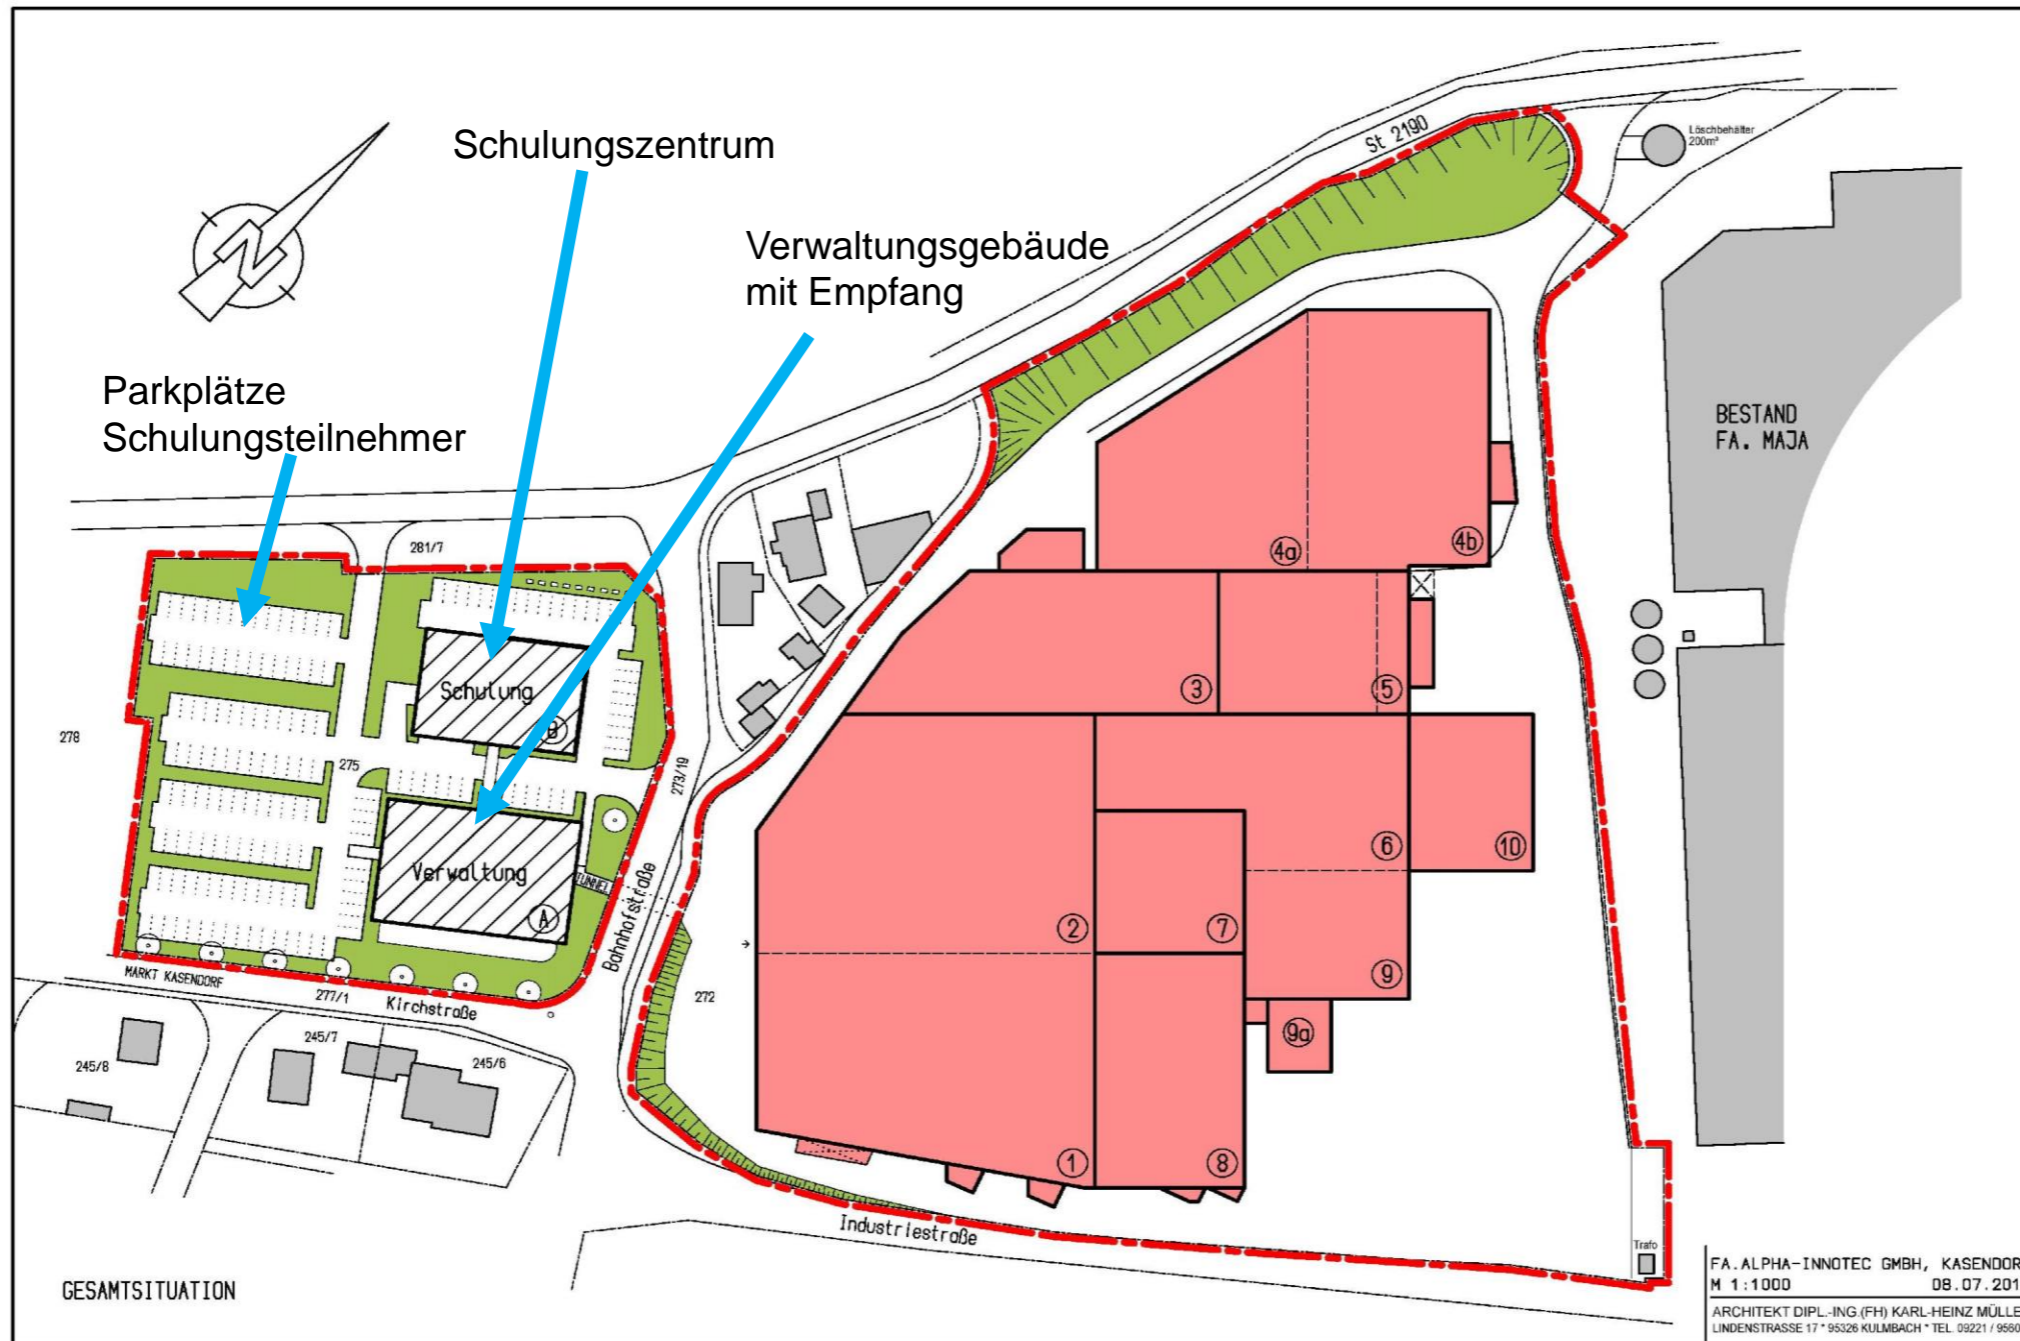 Schulungszentrum
Verwaltungsgebäude
mit Empfang
Parkplätze
Schulungsteilnehmer
N
St 2190
Löschbehälter
200m³
BESTAND
FA. MAJA
281/7
278
275
273/19
272
Schulung
B
Verwaltung
A
TUNNEL
Bahnhofstraße
MARKT KASENDORF
277/1
Kirchstraße
245/8
245/7
245/6
4a
4b
3
5
6
10
2
7
9
9a
1
8
Industriestraße
Trafo
GESAMTSITUATION
FA.ALPHA-INNOTEC GMBH, KASENDOR
M 1:1000 08.07.201
ARCHITEKT DIPL.-ING.(FH) KARL-HEINZ MÜLLE
LINDENSTRASSE 17 * 95326 KULMBACH * TEL. 09221 / 9560